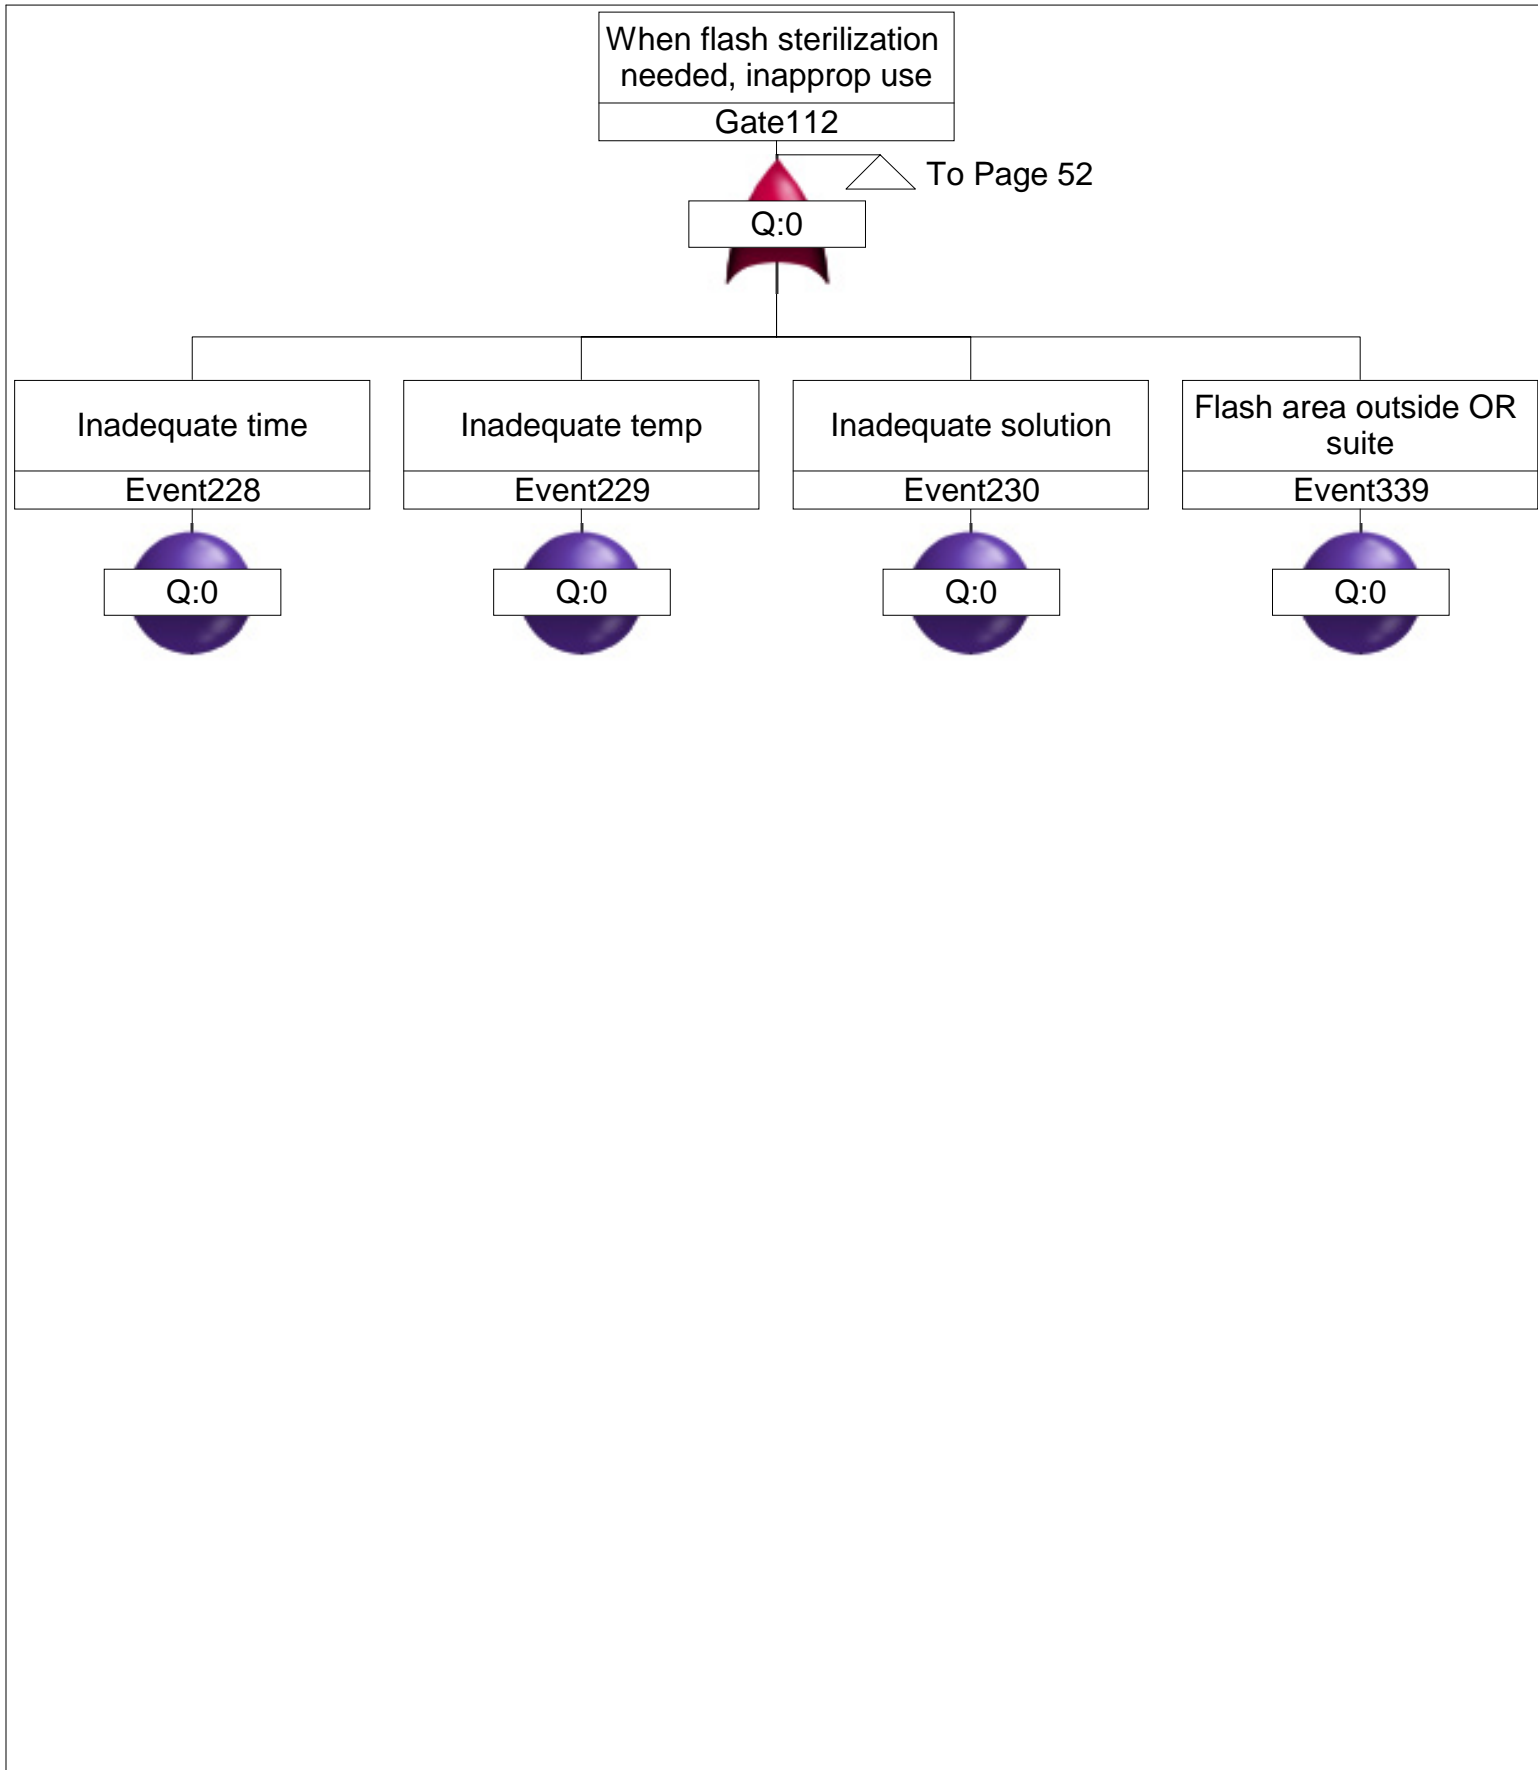 When flash sterilization
needed, inapprop use
Gate112
To Page 52
Q:0
Inadequate time
Event228
Q:0
Inadequate temp
Event229
Q:0
Inadequate solution
Event230
Q:0
Flash area outside OR
suite
Event339
Q:0